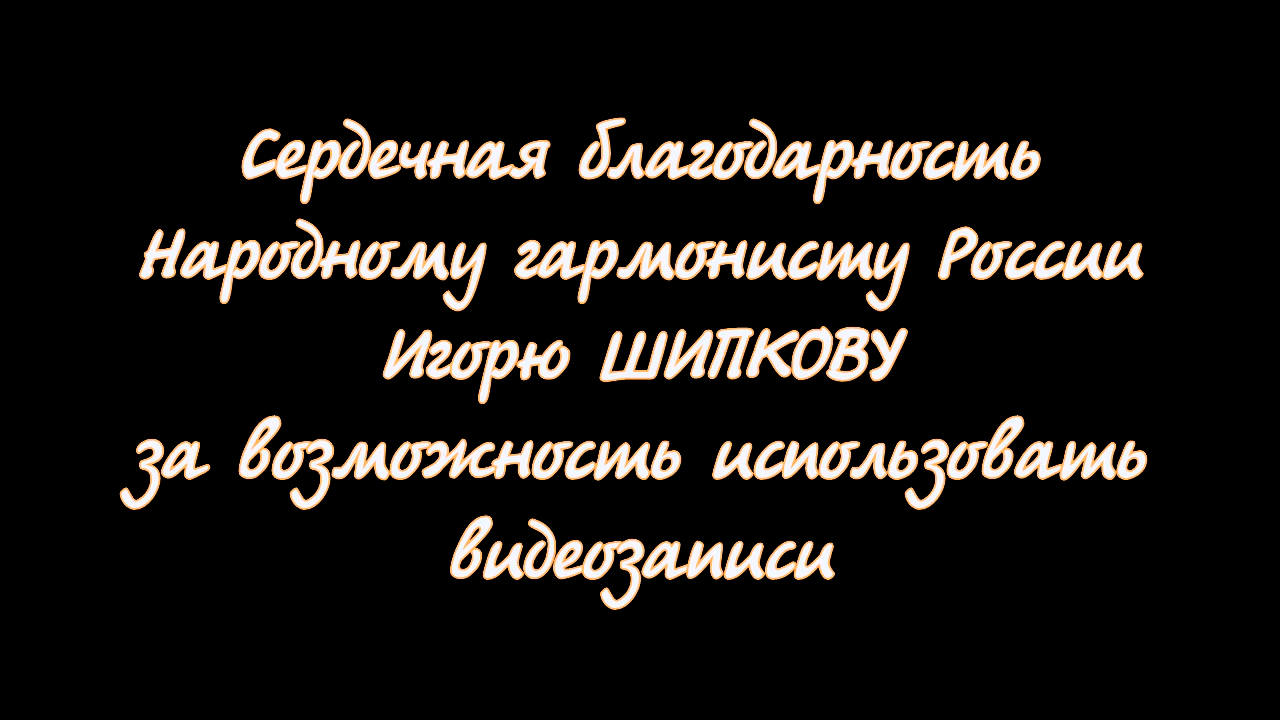 Сердечная благодарность
Народному гармонисту России
Игорю ШИПКОВУ
за возможность использовать
видеозаписи